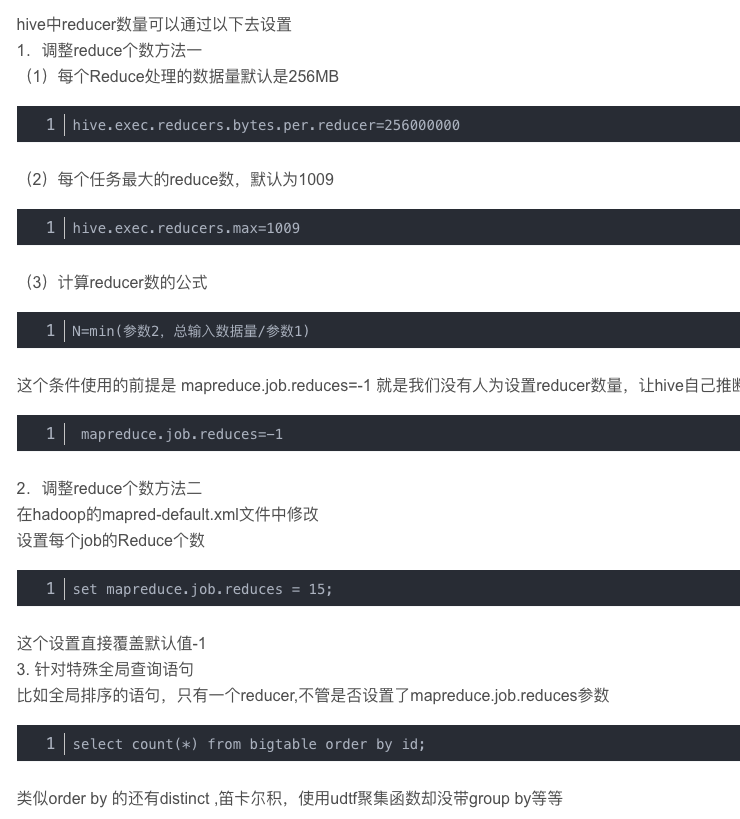 hive中reducer数量可以通过以下去设置
1．调整reduce个数方法一
（1）每个Reduce处理的数据量默认是256MB
1 hive.exec.reducers.bytes.per.reducer=256000000
（2）每个任务最大的reduce数，默认为1009
1 hive.exec.reducers.max=1009
（3）计算reducer数的公式
1 N=min(参数2，总输入数据量/参数1)
这个条件使用的前提是 mapreduce.job.reduces=-1 就是我们没有人为设置reducer数量，让hive自己推
1 mapreduce.job.reduces=-1
2．调整reduce个数方法二
在hadoop的mapred-default.xml文件中修改
设置每个job的Reduce个数
1 set mapreduce.job.reduces = 15;
这个设置直接覆盖默认值-1
3. 针对特殊全局查询语句
比如全局排序的语句，只有一个reducer,不管是否设置了mapreduce.job.reduces参数
1 select count(*) from bigtable order by id;
类似order by 的还有distinct ,笛卡尔积，使用udtf聚集函数却没带group by等等